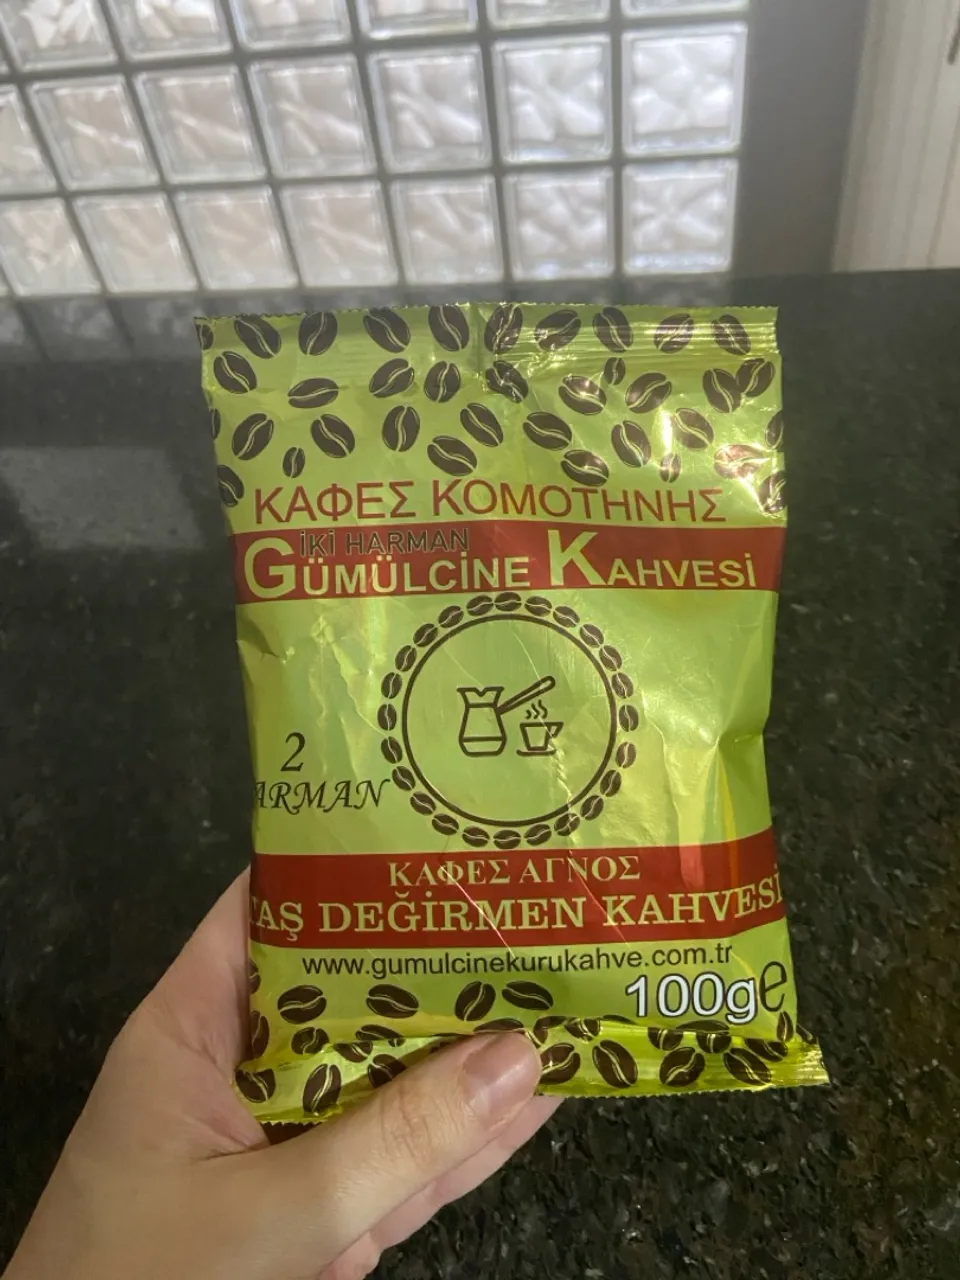 ΚΑΦΕΣ ΚΟΜΟΤΗΝΗΣ
İKİ HARMAN
GÜMÜLCİNE KAHVESİ
2
ARMAN
ΚΑΦΕΣ ΑΓΝΟΣ
TAŞ DEĞİRMEN KAHVESİ
www.gumulcinekurukahve.com.tr
100g℮